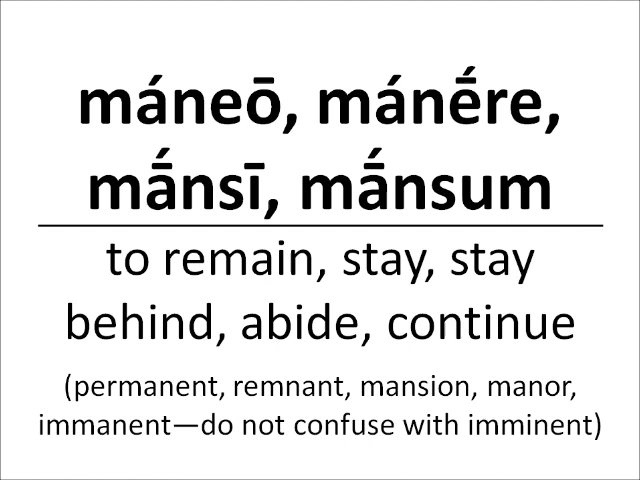 máneō, mánḗre,
mā́nsī, mā́nsum
to remain, stay, stay
behind, abide, continue
(permanent, remnant, mansion, manor,
immanent—do not confuse with imminent)